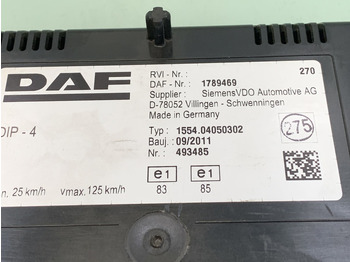 DAF
DIP - 4
RVI - Nr. : 270
DAF - Nr. : 1789469
Supplier : SiemensVDO Automotive AG
D-78052 Villingen - Schwenningen
Made in Germany
Typ : 1554.04050302
Bauj. : 09/2011
Nr. : 493485
275
e1 e1
83 85
n. 25 km/h Vmax. 125 km/h